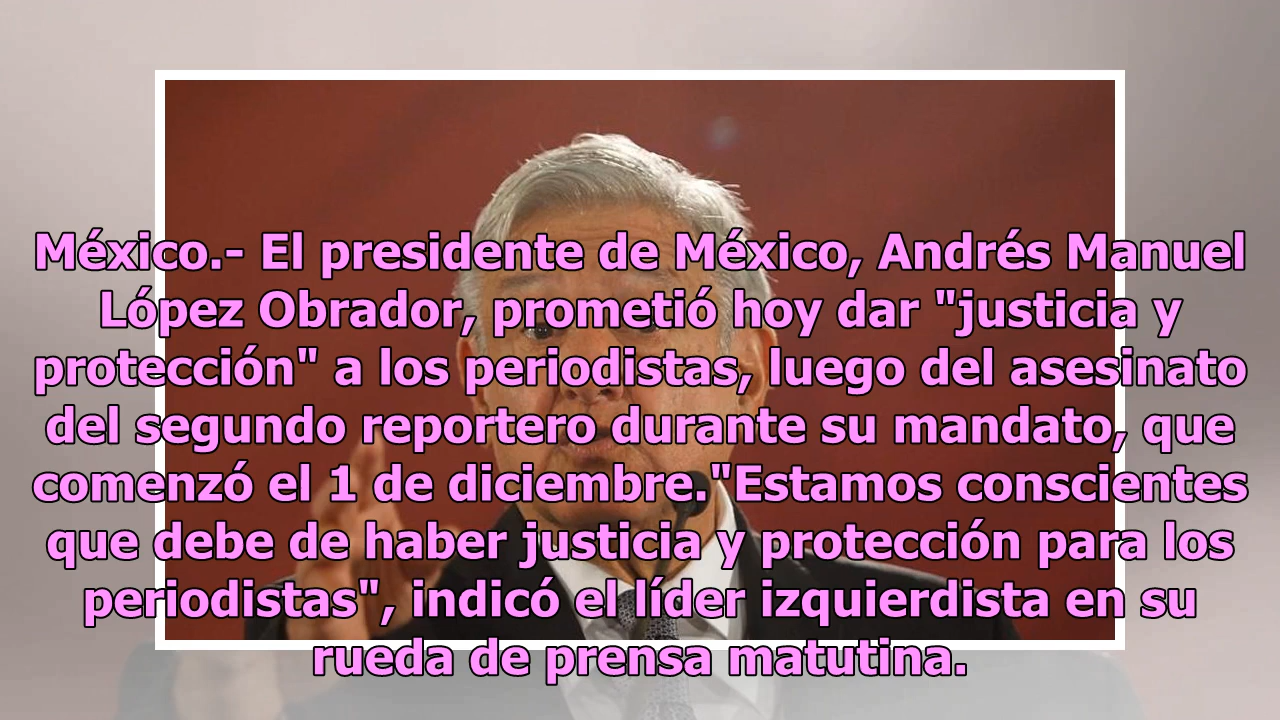 México.- El presidente de México, Andrés Manuel
López Obrador, prometió hoy dar "justicia y
protección" a los periodistas, luego del asesinato
del segundo reportero durante su mandato, que
comenzó el 1 de diciembre."Estamos conscientes
que debe de haber justicia y protección para los
periodistas", indicó el líder izquierdista en su
rueda de prensa matutina.